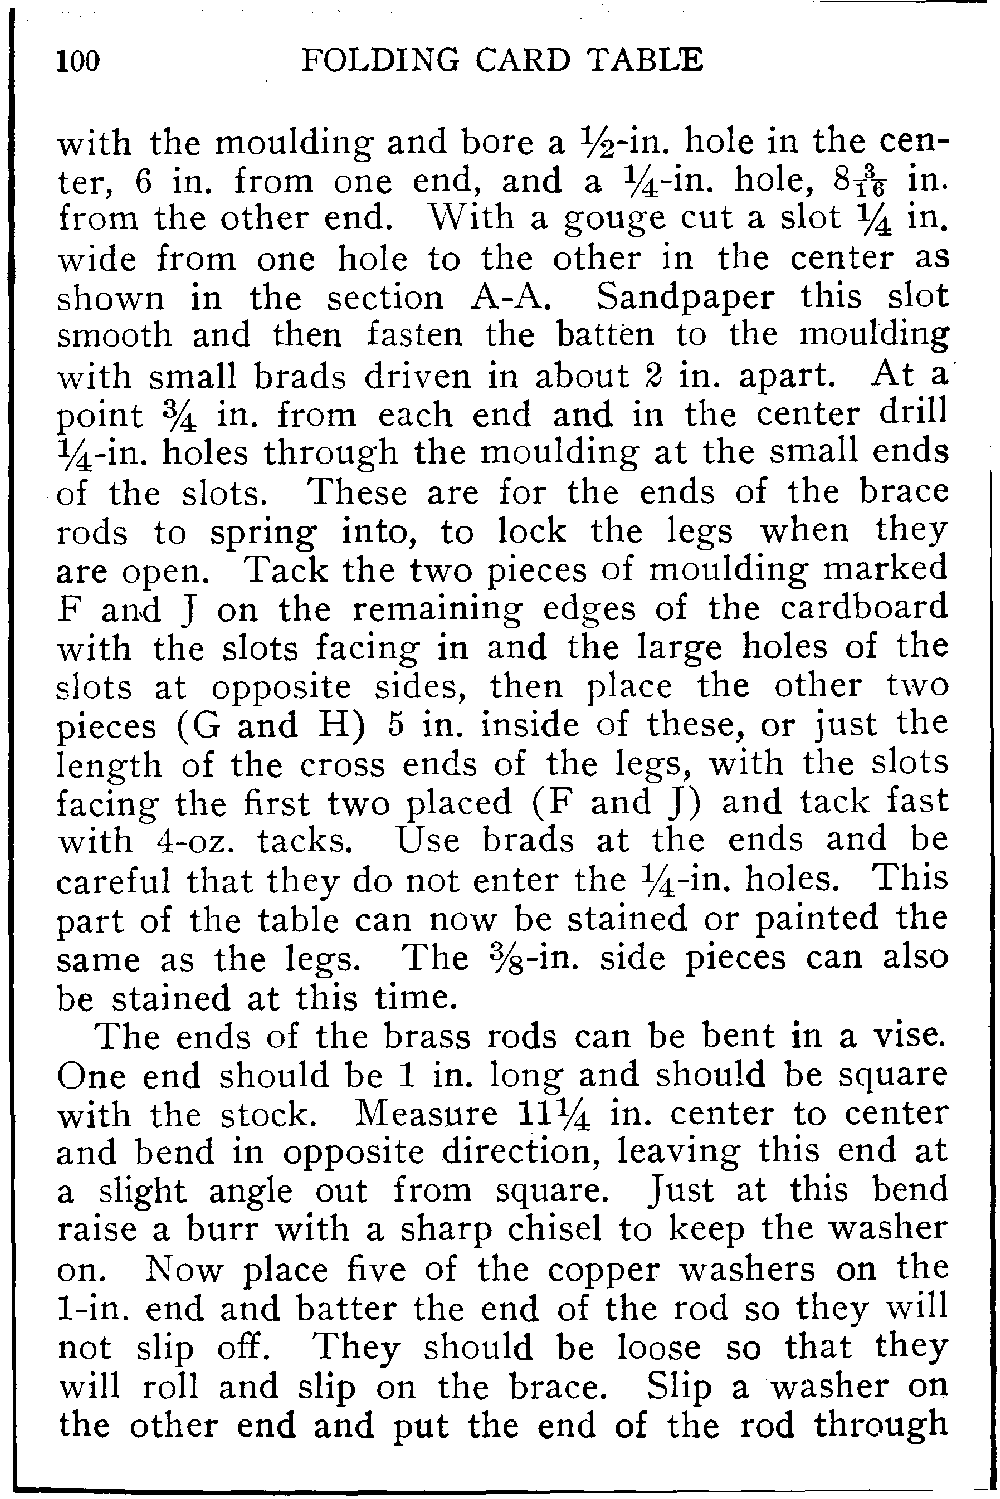 100 FOLDING CARD TABLE
with the moulding and bore a ½-in. hole in the cen-
ter, 6 in. from one end, and a ¼-in. hole, 8 3/16 in.
from the other end. With a gouge cut a slot ¼ in.
wide from one hole to the other in the center as
shown in the section A-A. Sandpaper this slot
smooth and then fasten the batten to the moulding
with small brads driven in about 2 in. apart. At a
point ¾ in. from each end and in the center drill
¼-in. holes through the moulding at the small ends
of the slots. These are for the ends of the brace
rods to spring into, to lock the legs when they
are open. Tack the two pieces of moulding marked
F and J on the remaining edges of the cardboard
with the slots facing in and the large holes of the
slots at opposite sides, then place the other two
pieces (G and H) 5 in. inside of these, or just the
length of the cross ends of the legs, with the slots
facing the first two placed (F and J) and tack fast
with 4-oz. tacks. Use brads at the ends and be
careful that they do not enter the ¼-in. holes. This
part of the table can now be stained or painted the
same as the legs. The ⅜-in. side pieces can also
be stained at this time.
The ends of the brass rods can be bent in a vise.
One end should be 1 in. long and should be square
with the stock. Measure 11¼ in. center to center
and bend in opposite direction, leaving this end at
a slight angle out from square. Just at this bend
raise a burr with a sharp chisel to keep the washer
on. Now place five of the copper washers on the
1-in. end and batter the end of the rod so they will
not slip off. They should be loose so that they
will roll and slip on the brace. Slip a washer on
the other end and put the end of the rod through